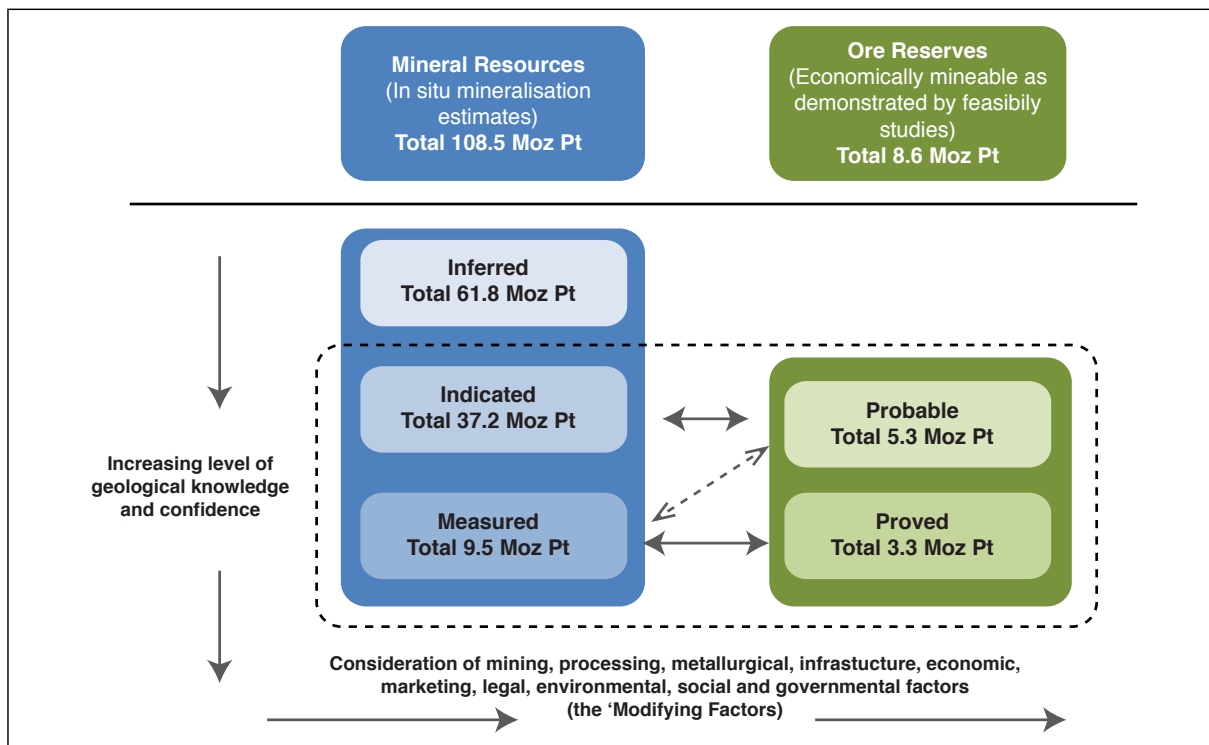 Mineral Resources
(In situ mineralisation
estimates)
Total 108.5 Moz Pt
Ore Reserves
(Economically mineable as
demonstrated by feasibily
studies)
Total 8.6 Moz Pt
Inferred
Total 61.8 Moz Pt
Indicated
Total 37.2 Moz Pt
Probable
Total 5.3 Moz Pt
Increasing level of
geological knowledge
and confidence
Measured
Total 9.5 Moz Pt
Proved
Total 3.3 Moz Pt
Consideration of mining, processing, metallurgical, infrastucture, economic,
marketing, legal, environmental, social and governmental factors
(the ‘Modifying Factors)